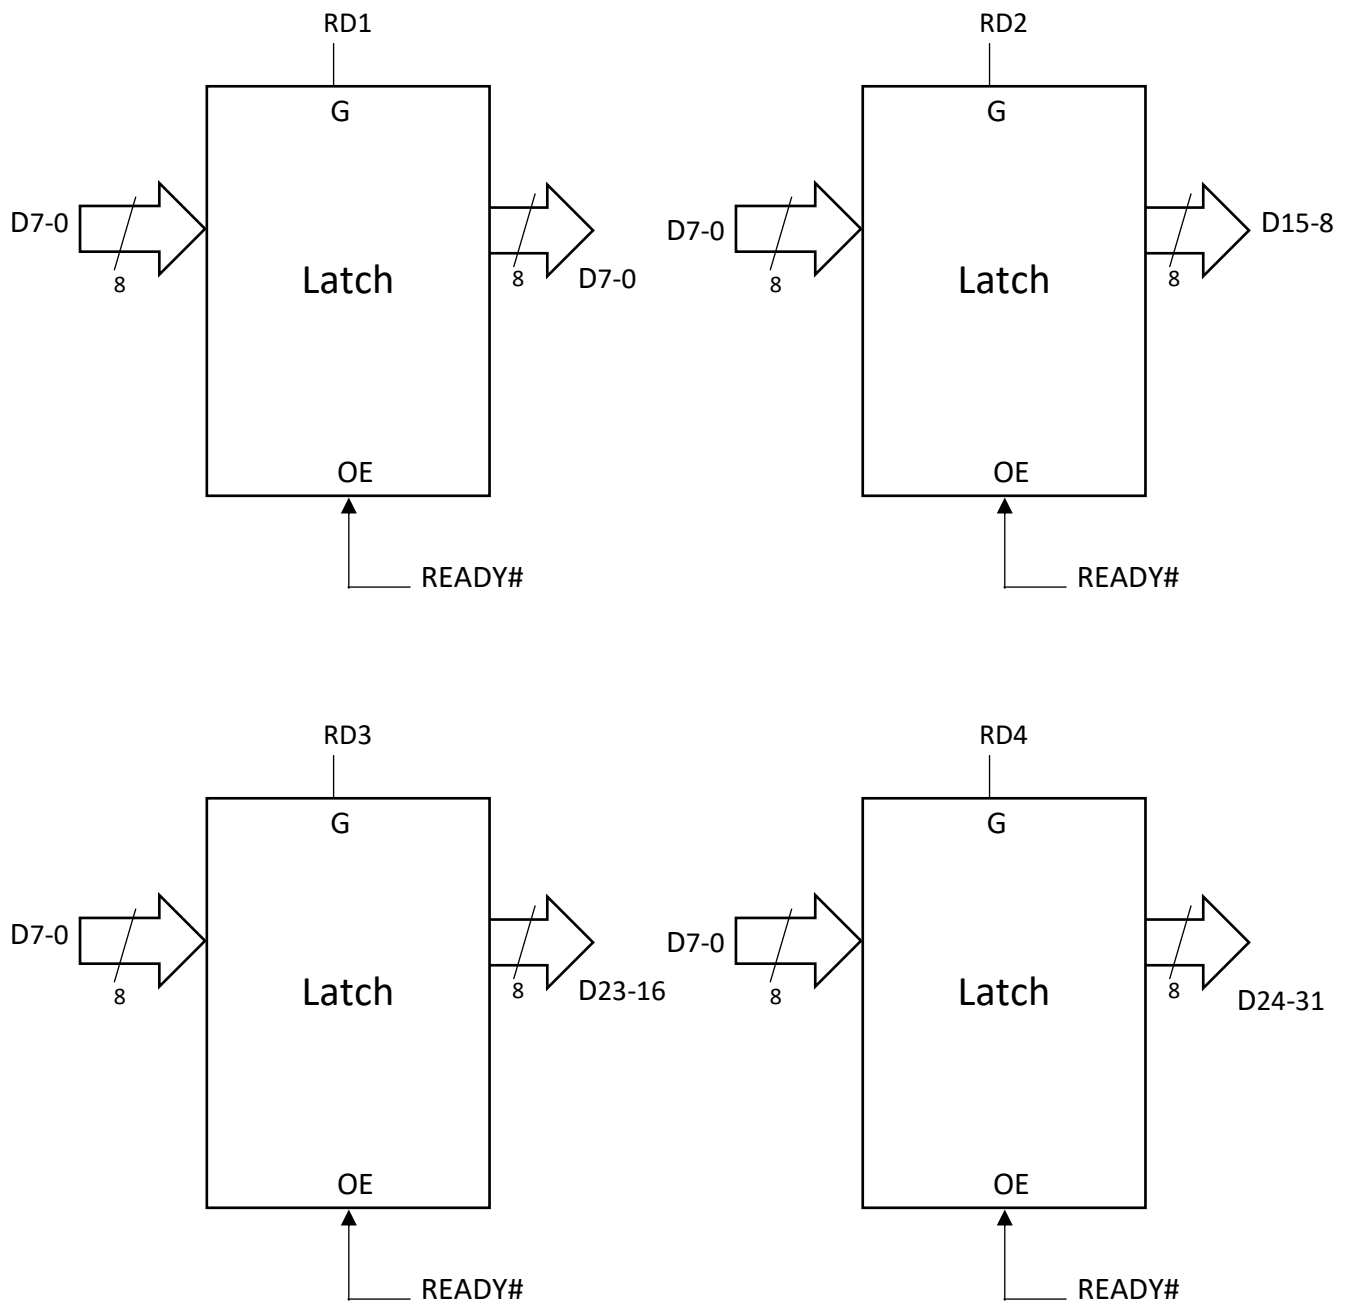 RD1
G
D7-0
8
Latch
8
D7-0
OE
READY#
RD2
G
D7-0
8
Latch
8
D15-8
OE
READY#
RD3
G
D7-0
8
Latch
8
D23-16
OE
READY#
RD4
G
D7-0
8
Latch
8
D24-31
OE
READY#